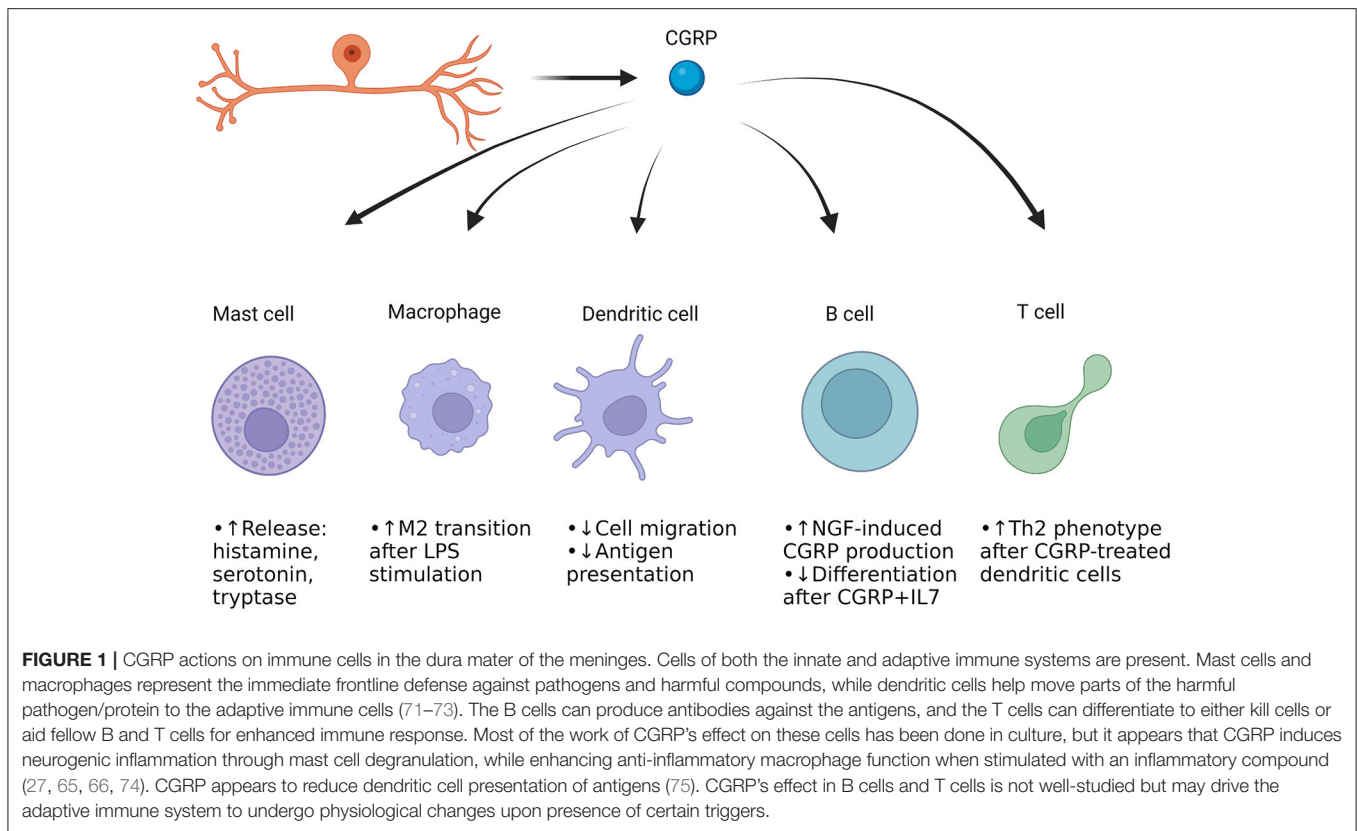 CGRP
Mast cell
Macrophage
Dendritic cell
B cell
T cell
•↑Release:
histamine,
serotonin,
tryptase
•↑M2 transition
after LPS
stimulation
•↓Cell migration
•↓Antigen
presentation
•↑NGF-induced
CGRP production
•↓Differentiation
after CGRP+IL7
•↑Th2 phenotype
after CGRP-treated
dendritic cells
FIGURE 1 | CGRP actions on immune cells in the dura mater of the meninges. Cells of both the innate and adaptive immune systems are present. Mast cells and
macrophages represent the immediate frontline defense against pathogens and harmful compounds, while dendritic cells help move parts of the harmful
pathogen/protein to the adaptive immune cells (71–73). The B cells can produce antibodies against the antigens, and the T cells can differentiate to either kill cells or
aid fellow B and T cells for enhanced immune response. Most of the work of CGRP's effect on these cells has been done in culture, but it appears that CGRP induces
neurogenic inflammation through mast cell degranulation, while enhancing anti-inflammatory macrophage function when stimulated with an inflammatory compound
(27, 65, 66, 74). CGRP appears to reduce dendritic cell presentation of antigens (75). CGRP's effect in B cells and T cells is not well-studied but may drive the
adaptive immune system to undergo physiological changes upon presence of certain triggers.